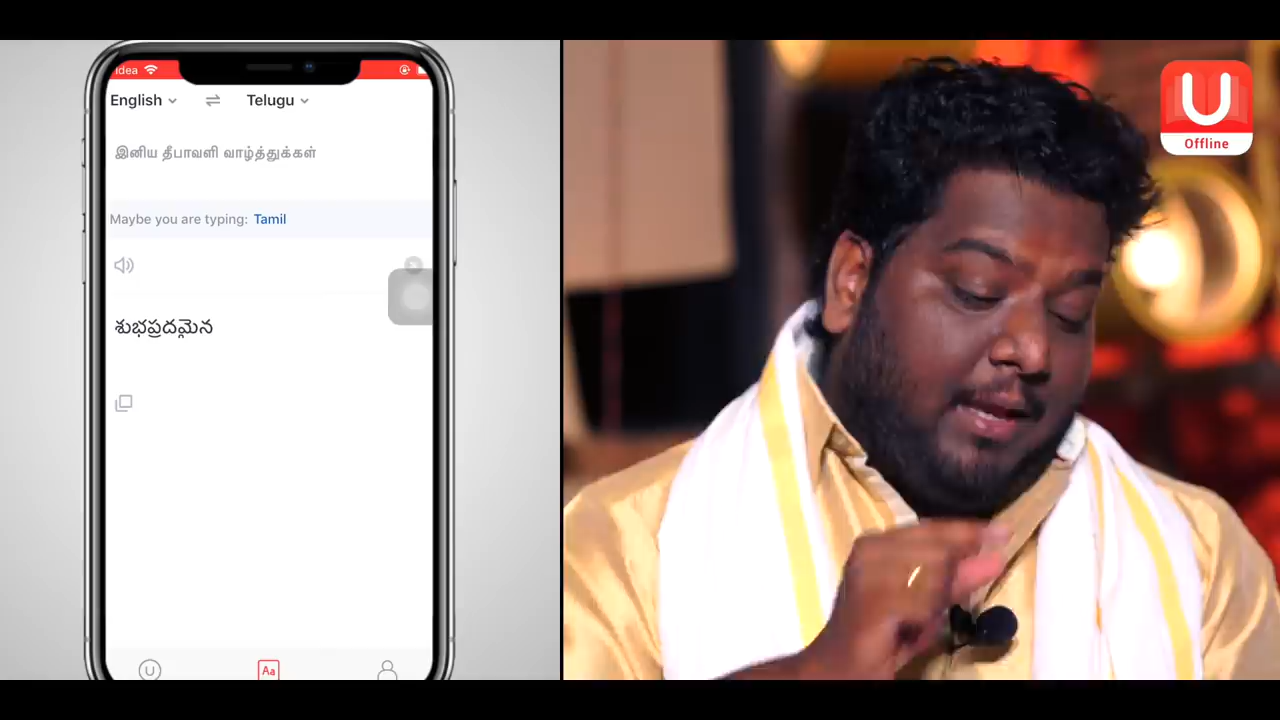 Idea
English Telugu
இனிய தீபாவளி வாழ்த்துக்கள்
Maybe you are typing: Tamil
శుభప్రదమైన
U
Aa
U
Offline